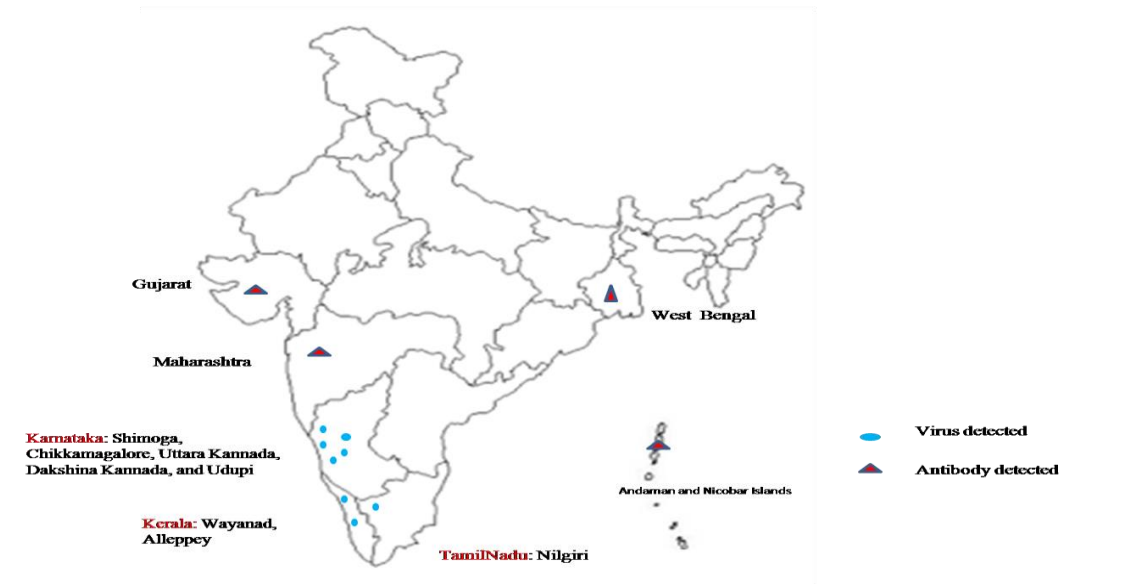 Gujarat
West Bengal
Maharashtra
Karnataka: Shimoga,
Chikkamagalore, Uttara Kannada,
Dakshina Kannada, and Udupi
Virus detected
Antibody detected
Andaman and Nicobar Islands
Kerala: Wayanad,
Alleppey
TamilNadu: Nilgiri